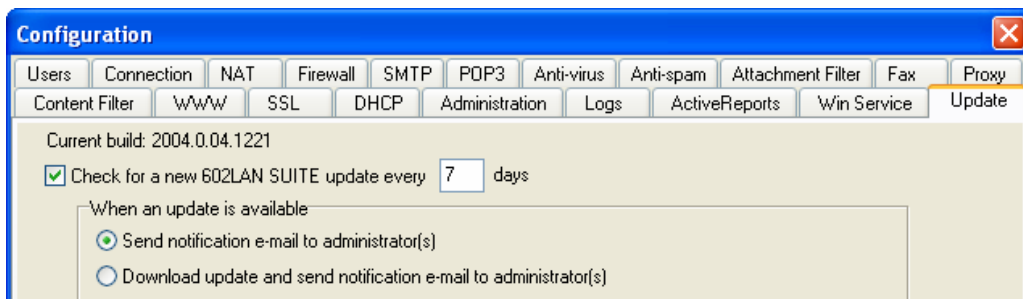 Configuration
Users Connection NAT Firewall SMTP POP3 Anti-virus Anti-spam Attachment Filter Fax Proxy
Content Filter WWW SSL DHCP Administration Logs ActiveReports Win Service Update
Current build: 2004.0.04.1221
Check for a new 602LAN SUITE update every 7 days
When an update is available
Send notification e-mail to administrator(s)
Download update and send notification e-mail to administrator(s)